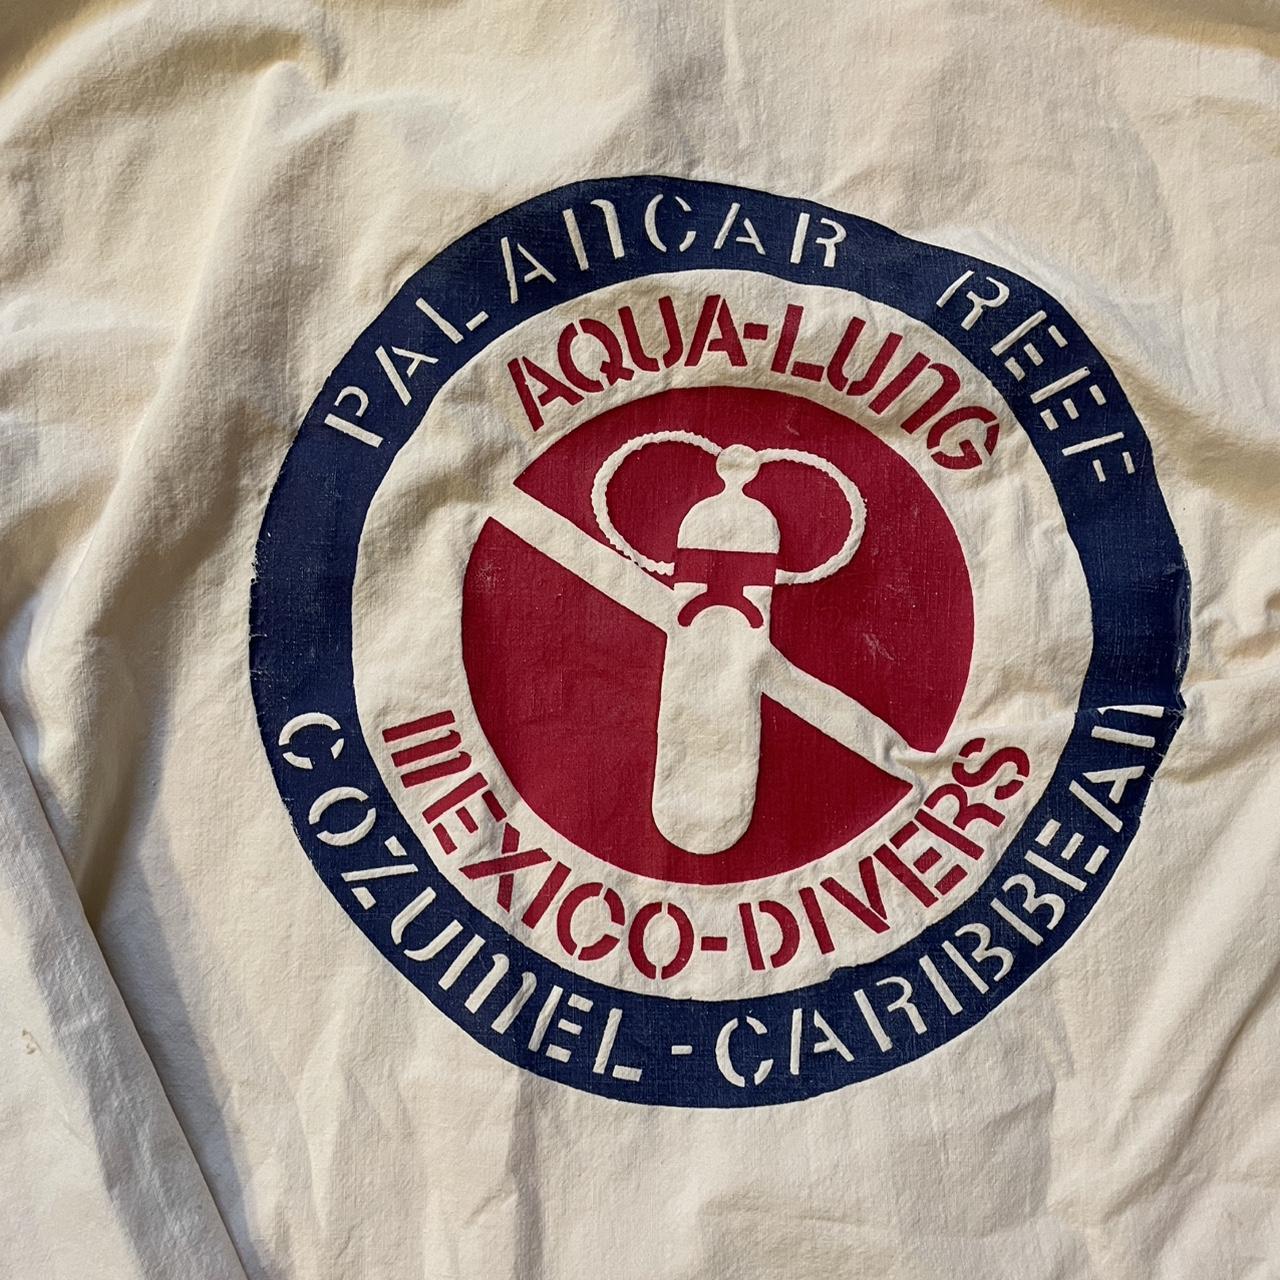 PALANCAR REEF
AQUA-LUNG
MEXICO-DIVERS
COZUMEL-CARIBBEAN